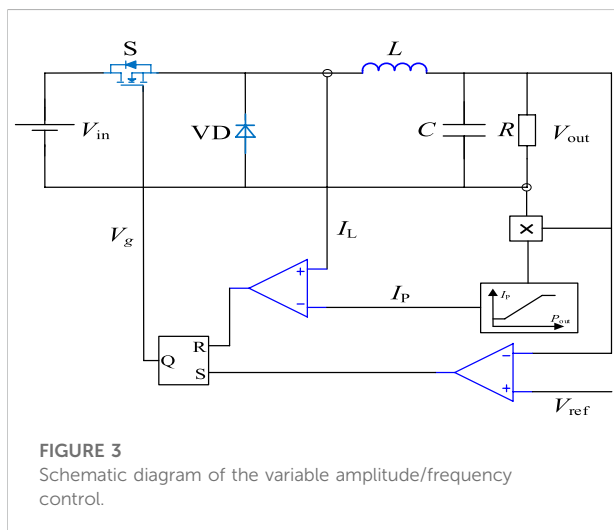 S
L
V_in
VD
C
R
V_out
V_g
I_L
×
+
−
I_P
I_P
P_out
R
Q
S
−
+
V_ref
FIGURE 3
Schematic diagram of the variable amplitude/frequency
control.